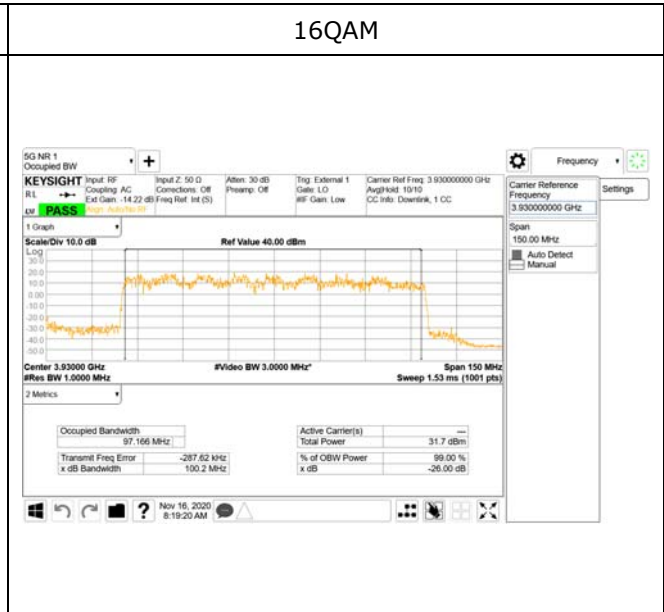 16QAM
5G NR 1
Occupied BW
+
Frequency
KEYSIGHT Input: RF Input Z: 50 Ω Atten: 30 dB Trig: External 1 Carrier Ref Freq: 3.930000000 GHz
RL Coupling: AC Corrections: Off Preamp: Off Gate: LO Avg|Hold: 10/10
Ext Gain: -14.22 dB Freq Ref: Int (S) #IF Gain: Low CC Info: Downlink, 1 CC
PASS Align: Auto/No RF
Carrier Reference
Frequency
3.930000000 GHz
Settings
Span
150.00 MHz
Auto Detect
Manual
1 Graph
Scale/Div 10.0 dB Ref Value 40.00 dBm
Log
30.0
20.0
10.0
0.00
-10.0
-20.0
-30.0
-40.0
-50.0
Center 3.93000 GHz #Video BW 3.0000 MHz* Span 150 MHz
#Res BW 1.0000 MHz Sweep 1.53 ms (1001 pts)
2 Metrics
Occupied Bandwidth
97.166 MHz
Active Carrier(s) ---
Total Power 31.7 dBm
Transmit Freq Error -287.62 kHz % of OBW Power 99.00 %
x dB Bandwidth 100.2 MHz x dB -26.00 dB
? Nov 16, 2020
8:19:20 AM